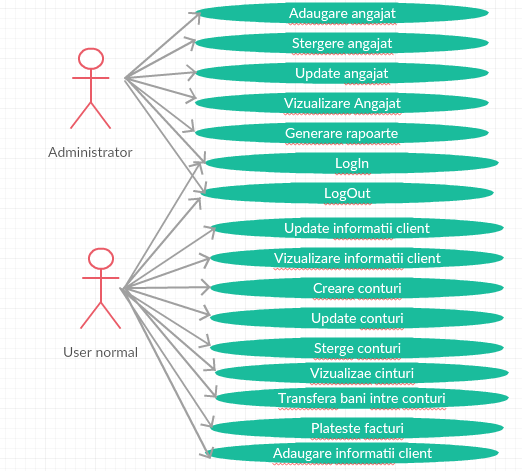 Adaugare angajat
Stergere angajat
Update angajat
Vizualizare Angajat
Generare rapoarte
Administrator
LogIn
LogOut
Update informatii client
Vizualizare informatii client
Creare conturi
Update conturi
User normal
Sterge conturi
Vizualizae cinturi
Transfera bani intre conturi
Plateste facturi
Adaugare informatii client